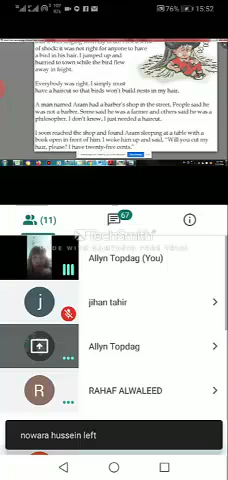 76% 15:52
of shock: it was not right for anyone to have
a bird in his hair. I jumped up and
hurried to town while the bird flew
away in fright.
Everybody was right. I simply must
have a haircut so that birds won't build nests in my hair.
A man named Aram had a barber's shop in the street. People said he
was not a barber. Some said he was a farmer and others said he was a
philosopher. I don't know. I just needed a haircut.
I soon reached the shop and found Aram sleeping at a table with a
book open in front of him. I woke him up and said, "Will you cut my
hair, please? I have twenty-five cents."
(11)
67
MADE WITH TechSmith FREE TRIAL
Allyn Topdag (You)
j
jihan tahir
Allyn Topdag
R
RAHAF ALWALEED
nowara hussein left